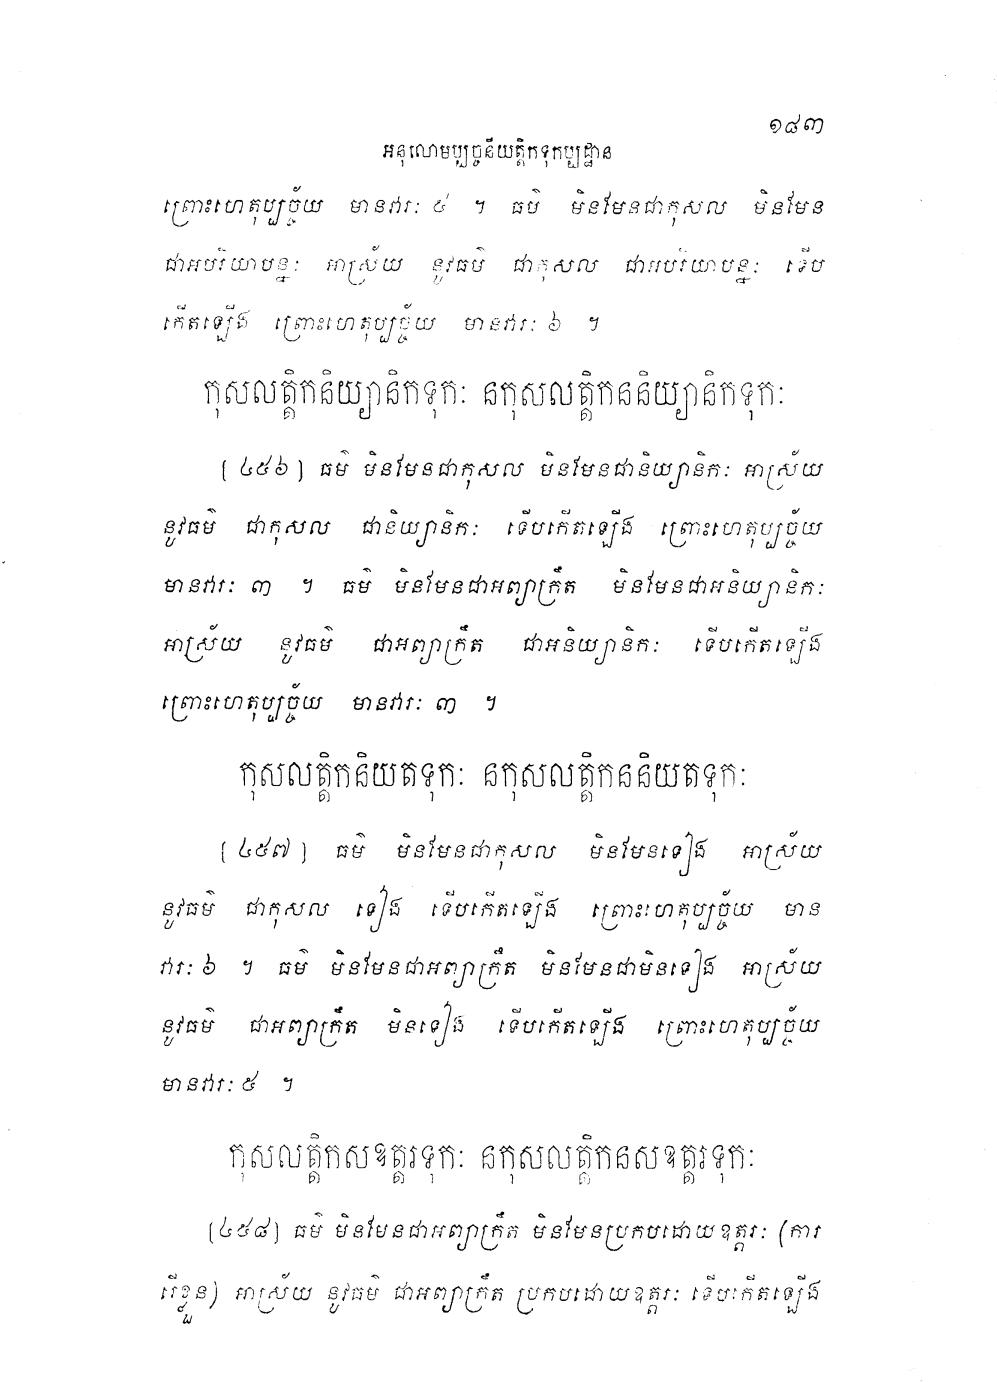 ១៨៣
អនុលោមប្បច្ចនីយត្តិកទុកប្បដ្ឋាន
ព្រោះហេតុប្បច្ច័យ មានវារៈ ៤ ។ ធម៌ មិនមែនជាកុសល មិនមែន
ជាអបរិយាបន្នៈ អាស្រ័យ នូវធម៌ ជាកុសល ជាអបរិយាបន្នៈ ទើប
កើតឡើង ព្រោះហេតុប្បច្ច័យ មានវារៈ ៦ ។
កុសលត្តិកនិយ្យានិកទុកៈ នកុសលត្តិកននិយ្យានិកទុកៈ
[៤៥៦] ធម៌ មិនមែនជាកុសល មិនមែនជានិយ្យានិកៈ អាស្រ័យ
នូវធម៌ ជាកុសល ជានិយ្យានិកៈ ទើបកើតឡើង ព្រោះហេតុប្បច្ច័យ
មានវារៈ ៣ ។ ធម៌ មិនមែនជាអព្យាក្រឹត មិនមែនជាអនិយ្យានិកៈ
អាស្រ័យ នូវធម៌ ជាអព្យាក្រឹត ជាអនិយ្យានិកៈ ទើបកើតឡើង
ព្រោះហេតុប្បច្ច័យ មានវារៈ ៣ ។
កុសលត្តិកនិយតទុកៈ នកុសលត្តិកននិយតទុកៈ
[៤៥៧] ធម៌ មិនមែនជាកុសល មិនមែនទៀង អាស្រ័យ
នូវធម៌ ជាកុសល ទៀង ទើបកើតឡើង ព្រោះហេតុប្បច្ច័យ មាន
វារៈ ៦ ។ ធម៌ មិនមែនជាអព្យាក្រឹត មិនមែនជាមិនទៀង អាស្រ័យ
នូវធម៌ ជាអព្យាក្រឹត មិនទៀង ទើបកើតឡើង ព្រោះហេតុប្បច្ច័យ
មានវារៈ ៥ ។
កុសលត្តិកសឧត្តរទុកៈ នកុសលត្តិកនសឧត្តរទុកៈ
[៤៥៨] ធម៌ មិនមែនជាអព្យាក្រឹត មិនមែនប្រកបដោយឧត្តរៈ (ការ
រើខ្លួន) អាស្រ័យ នូវធម៌ ជាអព្យាក្រឹត ប្រកបដោយឧត្តរៈ ទើបកើតឡើង